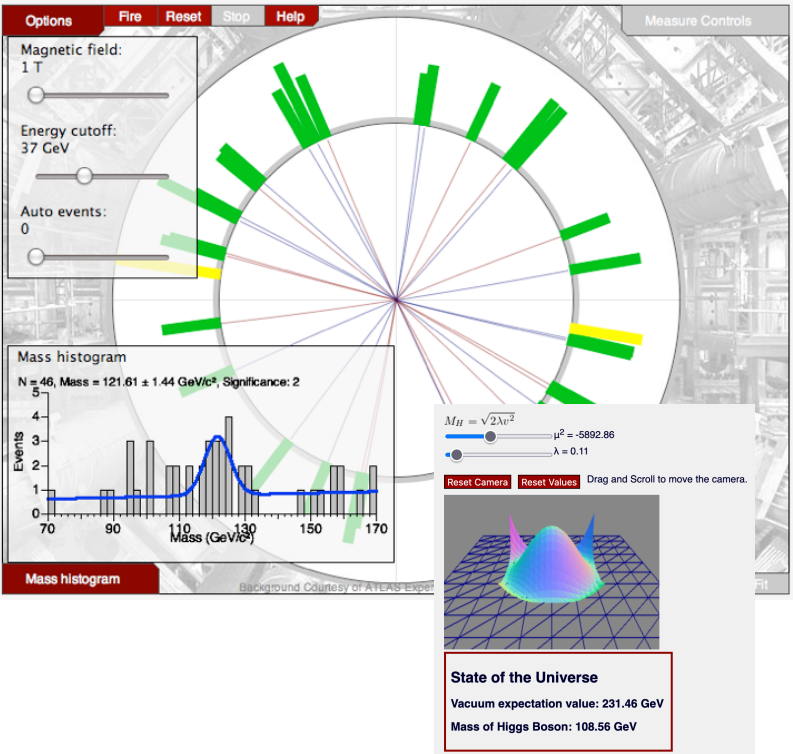 Options
Fire
Reset
Stop
Help
Measure Controls
Magnetic field:
1 T
Energy cutoff:
37 GeV
Auto events:
0
Mass histogram
N = 46, Mass = 121.61 ± 1.44 GeV/c², Significance: 2
5
4
3
2
1
0
Events
70 90 110 130 150 170
Mass (GeV/c²)
Mass histogram
Background Courtesy of ATLAS Exper
Fit
M_H = √2λv²
μ² = -5892.86
λ = 0.11
Reset Camera
Reset Values
Drag and Scroll to move the camera.
State of the Universe
Vacuum expectation value: 231.46 GeV
Mass of Higgs Boson: 108.56 GeV